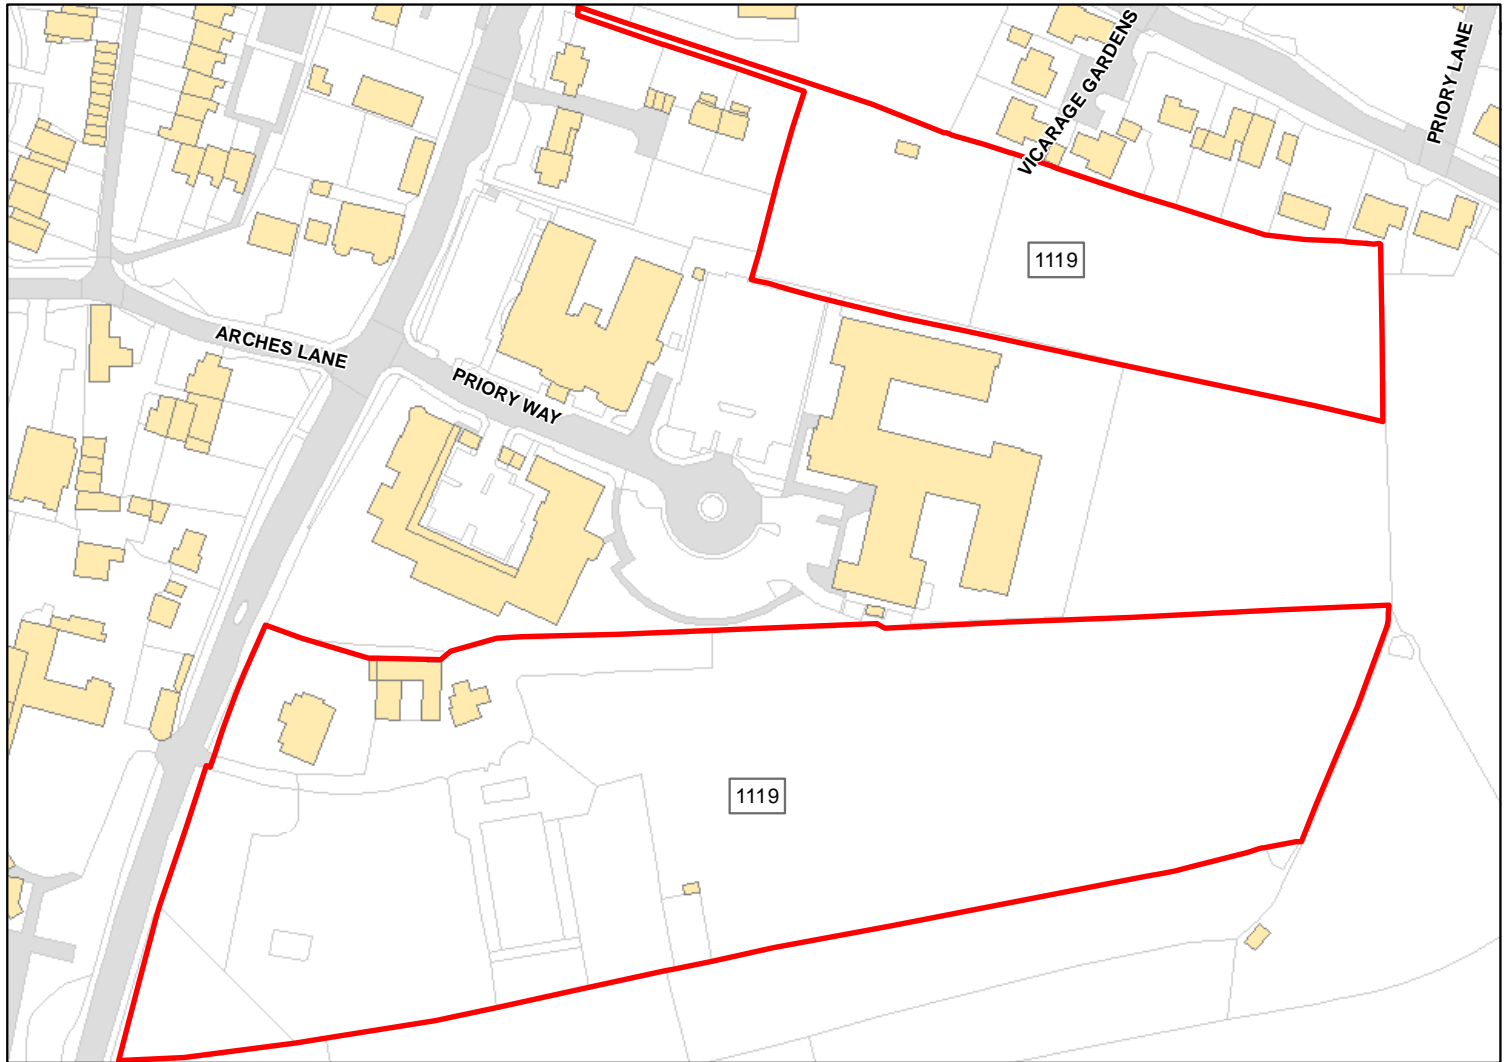 VICARAGE GARDENS
PRIORY LANE
1119
ARCHES LANE
PRIORY WAY
1119